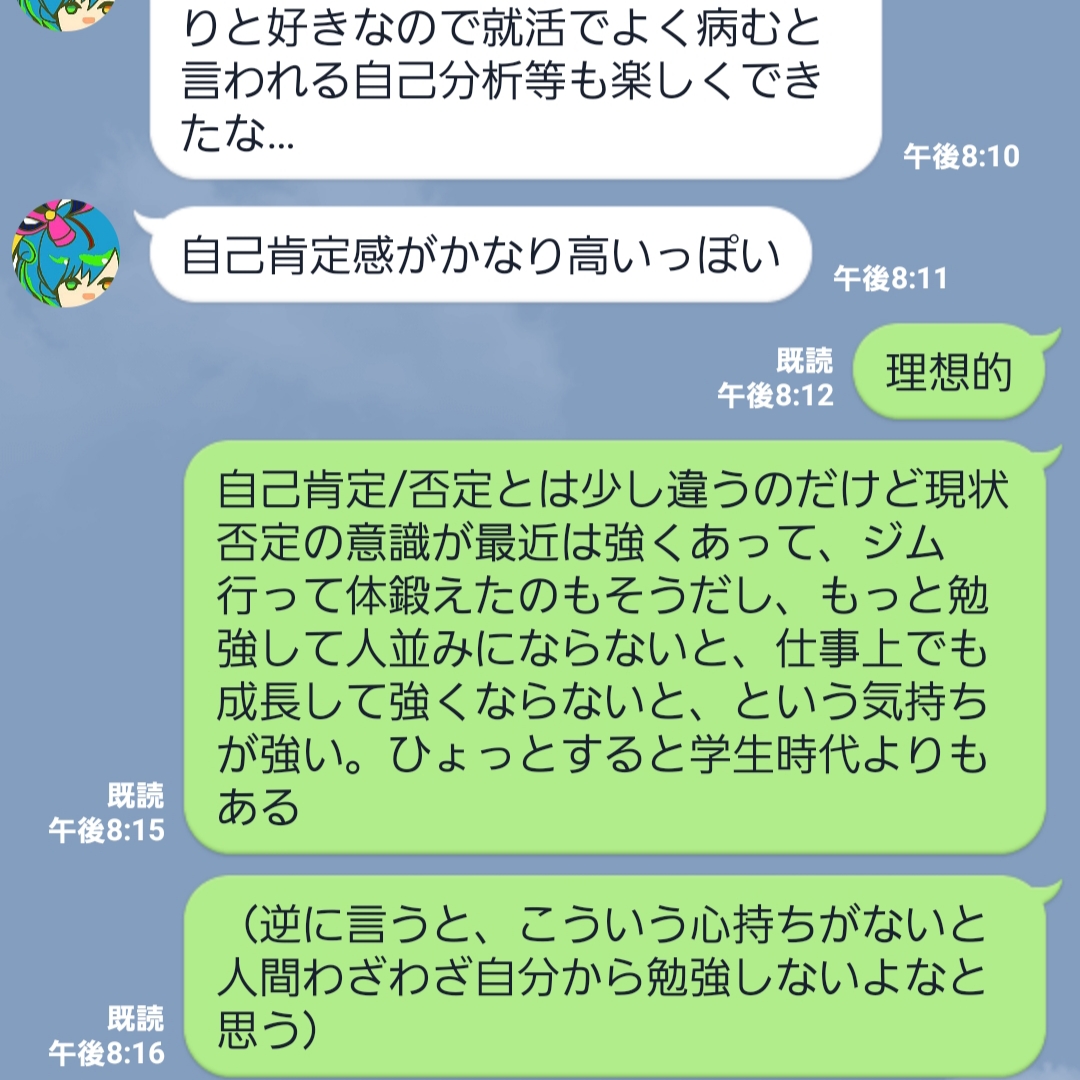 りと好きなので就活でよく病むと
言われる自己分析等も楽しくでき
たな…
午後8:10
自己肯定感がかなり高いっぽい
午後8:11
既読
午後8:12
理想的
自己肯定/否定とは少し違うのだけど現状
否定の意識が最近は強くあって、ジム
行って体鍛えたのもそうだし、もっと勉
強して人並みにならないと、仕事上でも
成長して強くならないと、という気持ち
が強い。ひょっとすると学生時代よりも
ある
既読
午後8:15
（逆に言うと、こういう心持ちがないと
人間わざわざ自分から勉強しないよなと
思う）
既読
午後8:16